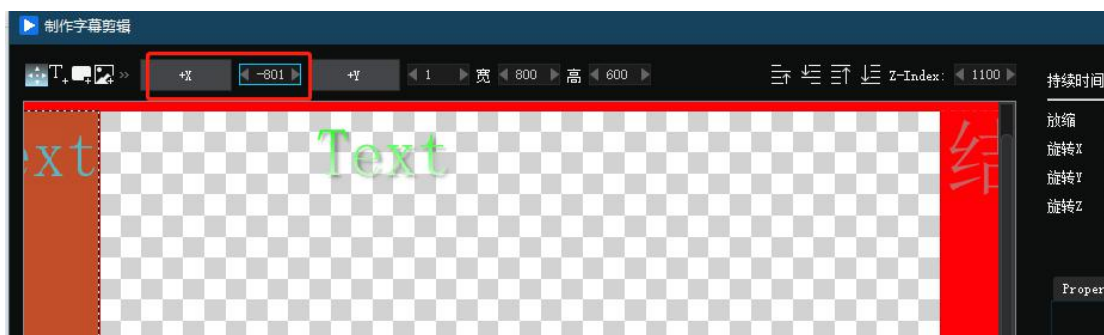 制作字幕剪辑
T+ » +X -801 +Y 1 宽 800 高 600 Z-Index: 1100 持续时间
放缩
ext Text 结
旋转X
旋转Y
旋转Z
Proper